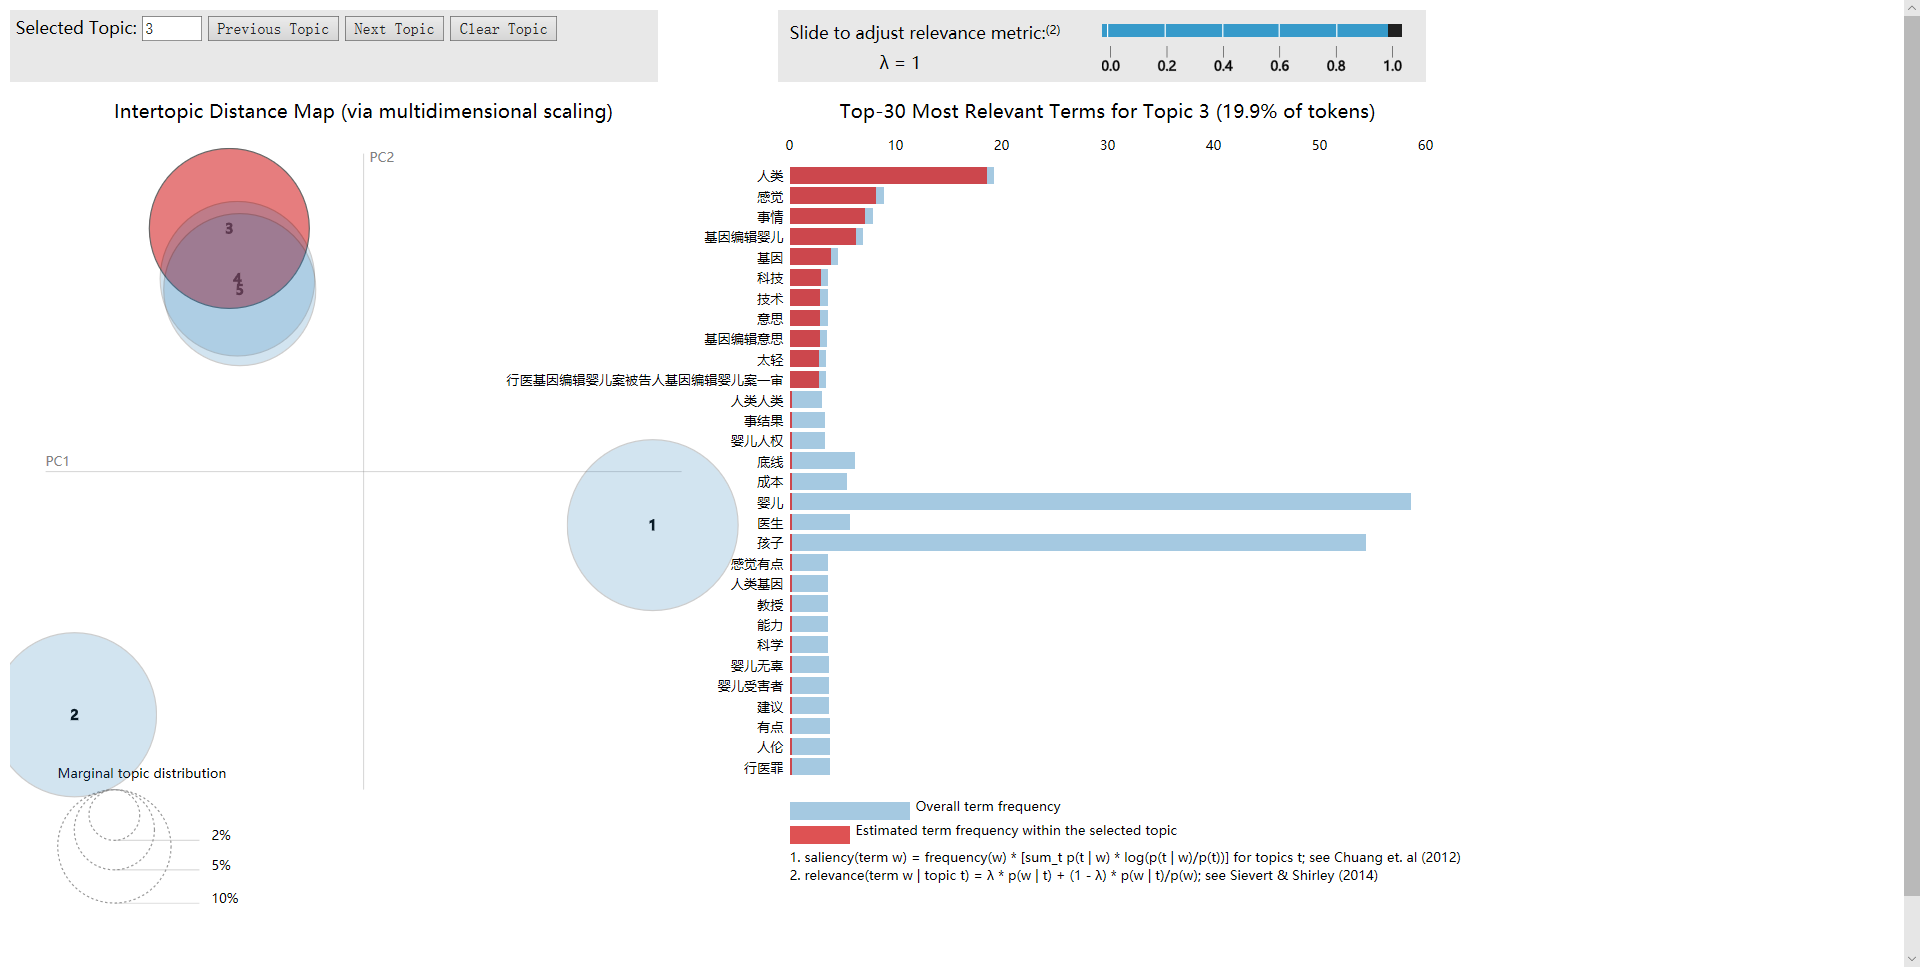 Selected Topic: 3 Previous Topic Next Topic Clear Topic
Slide to adjust relevance metric:(2)
λ = 1
0.0 0.2 0.4 0.6 0.8 1.0
Intertopic Distance Map (via multidimensional scaling)
PC2
3
4
5
PC1
1
2
Marginal topic distribution
2%
5%
10%
Top-30 Most Relevant Terms for Topic 3 (19.9% of tokens)
0 10 20 30 40 50 60
人类
感觉
事情
基因编辑婴儿
基因
科技
技术
意思
基因编辑意思
太轻
行医基因编辑婴儿案被告人基因编辑婴儿案一审
人类人类
事结果
婴儿人权
底线
成本
婴儿
医生
孩子
感觉有点
人类基因
教授
能力
科学
婴儿无辜
婴儿受害者
建议
有点
人伦
行医罪
Overall term frequency
Estimated term frequency within the selected topic
1. saliency(term w) = frequency(w) * [sum_t p(t | w) * log(p(t | w)/p(t))] for topics t; see Chuang et. al (2012)
2. relevance(term w | topic t) = λ * p(w | t) + (1 - λ) * p(w | t)/p(w); see Sievert & Shirley (2014)